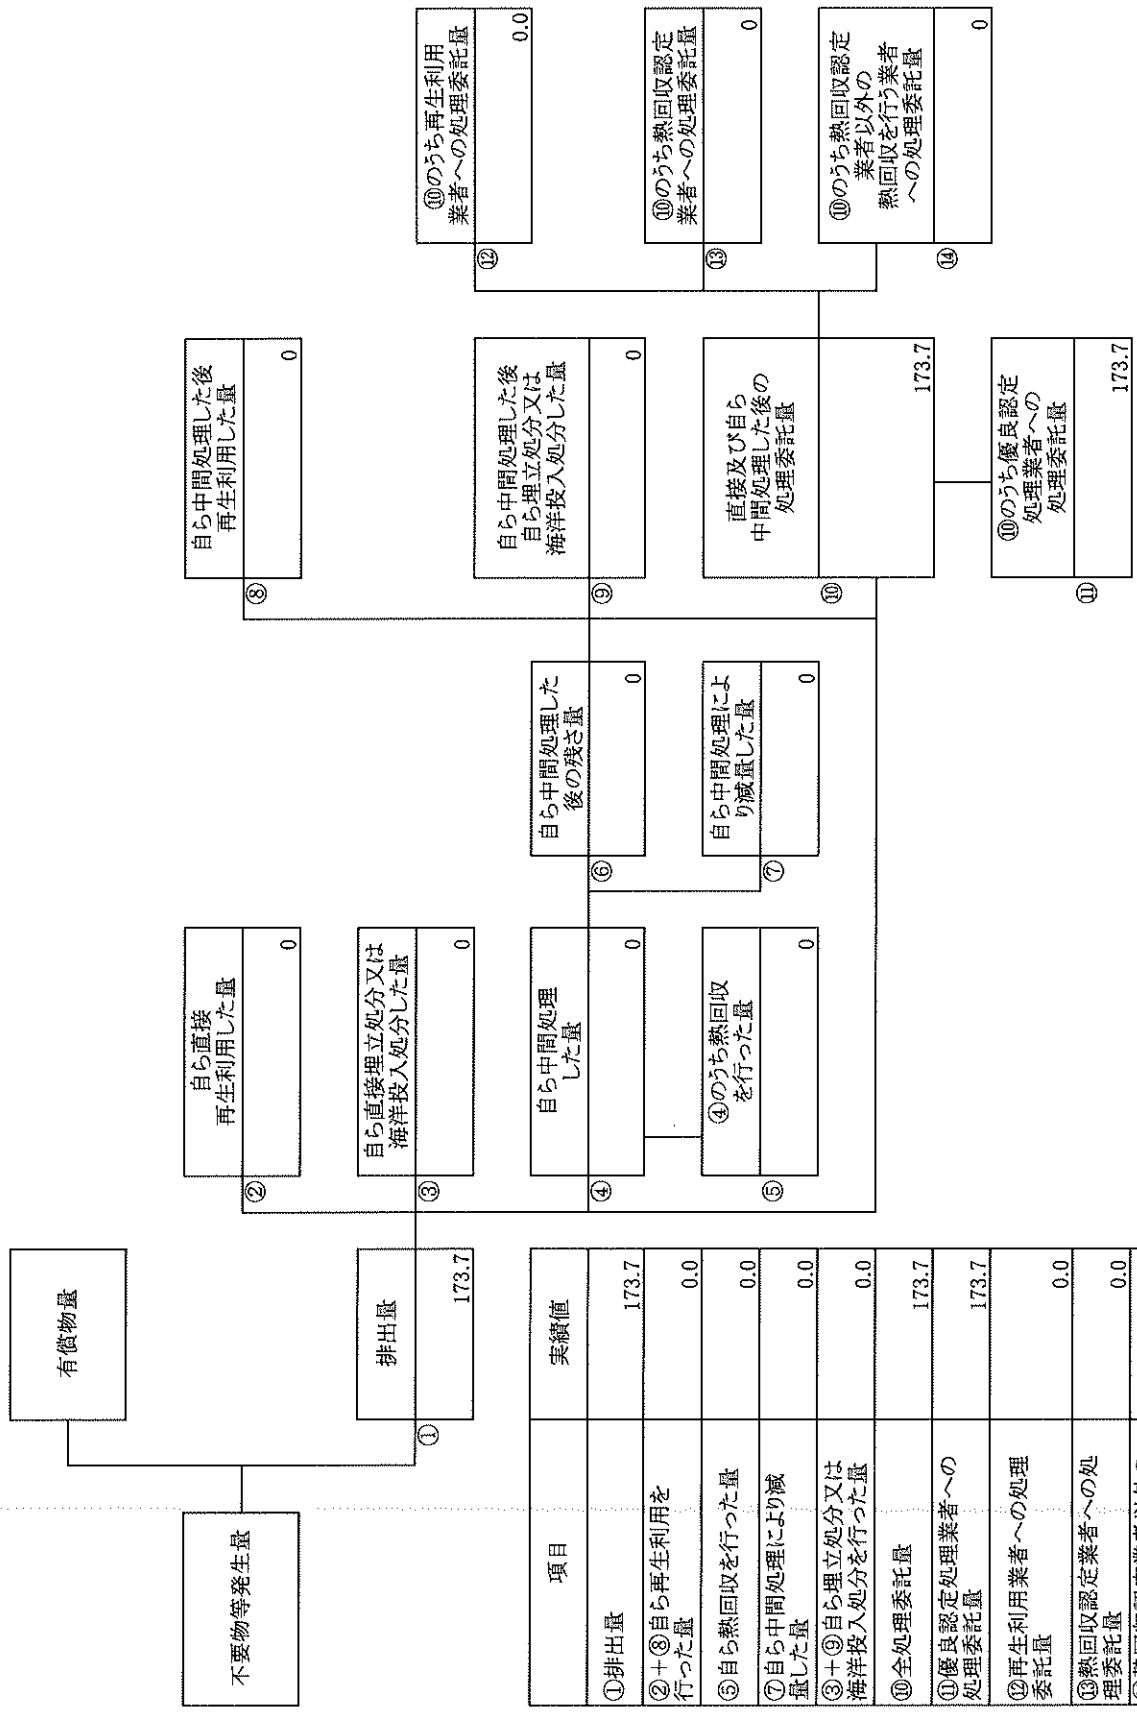 不要物等発生量
有償物量
排出量
①
173.7
②
自ら直接
再生利用した量
0
③
自ら直接埋立処分又は
海洋投入処分した量
0
④
自ら中間処理
した量
0
⑤
④のうち熱回収
を行った量
0
⑥
自ら中間処理した
後の残さ量
0
⑦
自ら中間処理によ
り減量した量
0
⑧
自ら中間処理した後
再生利用した量
0
⑨
自ら中間処理した後
自ら埋立処分又は
海洋投入処分した量
0
⑩
直接及び自ら
中間処理した後の
処理委託量
173.7
⑪
⑩のうち優良認定
処理業者への
処理委託量
173.7
⑫
⑩のうち再生利用
業者への処理委託量
0.0
⑬
⑩のうち熱回収認定
業者への処理委託量
0
⑭
⑩のうち熱回収認定
業者以外の
熱回収を行う業者
への処理委託量
0
項目 実績値
①排出量 173.7
②+⑧自ら再生利用を
行った量 0.0
⑤自ら熱回収を行った量 0.0
⑦自ら中間処理により減
量した量 0.0
③+⑨自ら埋立処分又は
海洋投入処分を行った量 0.0
⑩全処理委託量 173.7
⑪優良認定処理業者への
処理委託量 173.7
⑫再生利用業者への処理
委託量 0.0
⑬熱回収認定業者への処
理委託量 0.0